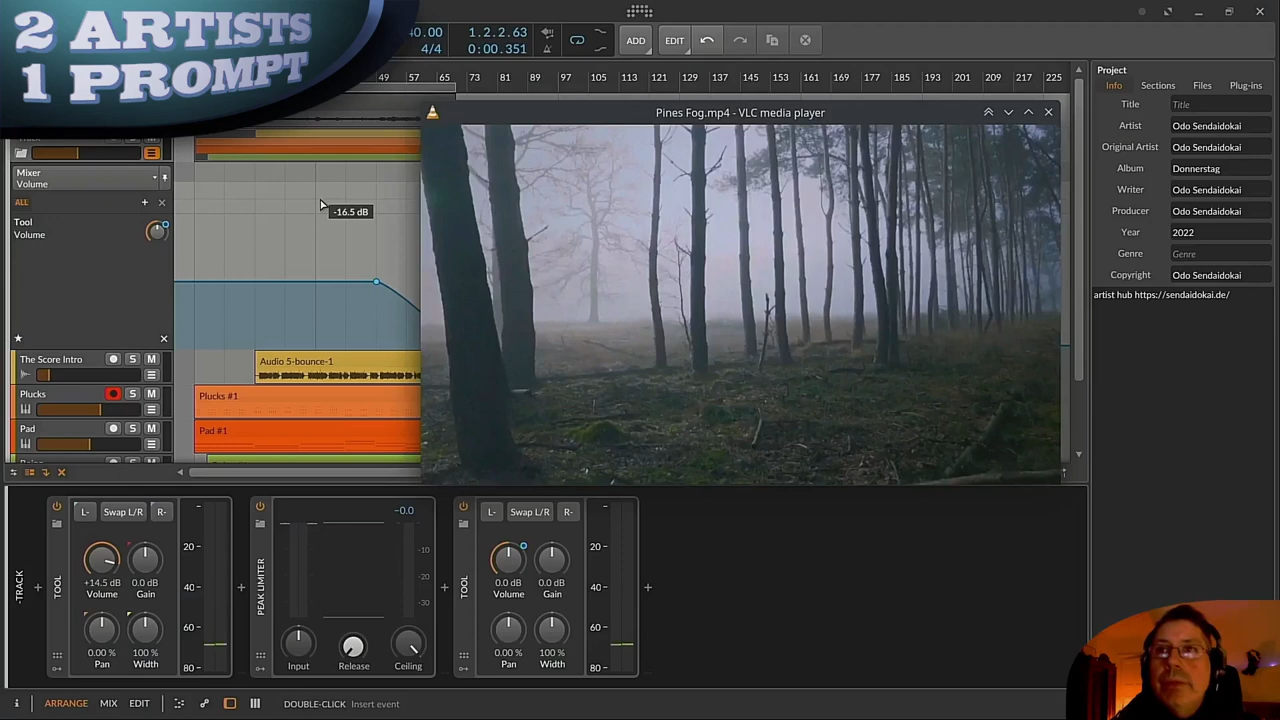 2 ARTISTS
1 PROMPT
40.00
4/4
1.2.2.63
0:00.351
ADD
EDIT
49 57 65 73 81 89 97 105 113 121 129 137 145 153 161 169 177 185 193 201 209 217 225
Pines Fog.mp4 - VLC media player
Mixer
Volume
ALL
Tool
Volume
-16.5 dB
The Score Intro S M
Audio 5-bounce-1
Plucks S M
Plucks #1
Pad S M
Pad #1
Project
Info Sections Files Plug-ins
Title Title
Artist Odo Sendaidokai
Original Artist Odo Sendaidokai
Album Donnerstag
Writer Odo Sendaidokai
Producer Odo Sendaidokai
Year 2022
Genre Genre
Copyright Odo Sendaidokai
artist hub https://sendaidokai.de/
-TRACK
TOOL
L- Swap L/R R-
+14.5 dB 0.0 dB
Volume Gain
0.00 % 100 %
Pan Width
20
40
60
80
PEAK LIMITER
-0.0
-10
-20
-30
Input Release Ceiling
TOOL
L- Swap L/R R-
0.0 dB 0.0 dB
Volume Gain
0.00 % 100 %
Pan Width
20
40
60
80
ARRANGE MIX EDIT
DOUBLE-CLICK Insert event